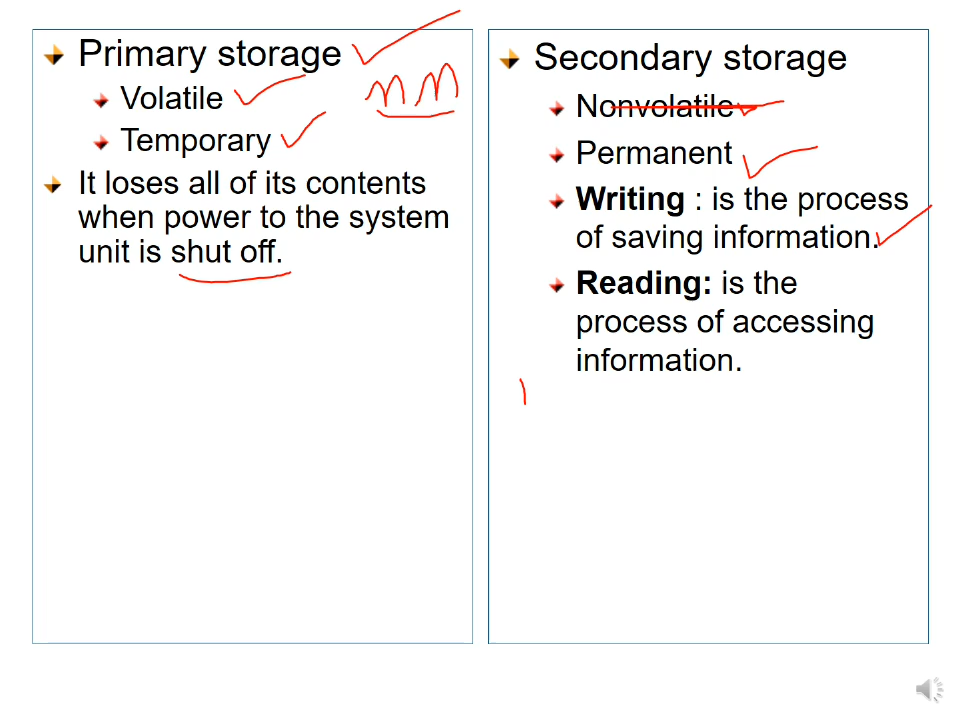 Primary storage
Volatile
Temporary
It loses all of its contents
when power to the system
unit is shut off.
MM
Secondary storage
Nonvolatile
Permanent
Writing : is the process
of saving information.
Reading: is the
process of accessing
information.